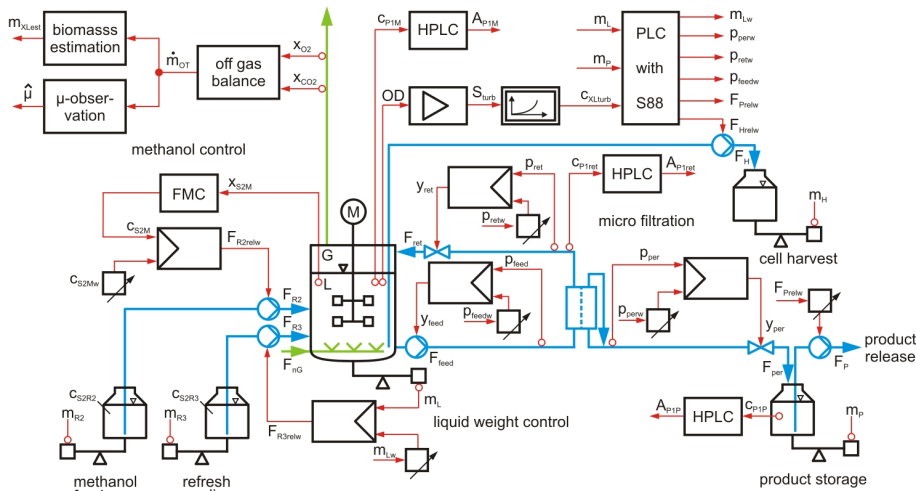 m_XLest
biomasss
estimation
ṁ_OT
off gas
balance
x_O2
x_CO2
μ̂
μ-obser-
vation
c_P1M
HPLC
A_P1M
OD
S_turb
c_XLturb
m_L
m_P
PLC
with
S88
m_Lw
p_perw
p_retw
p_feedw
F_Prelw
F_Hrelw
F_H
m_H
cell harvest
methanol control
FMC
x_S2M
c_S2M
c_S2Mw
F_R2relw
M
G
L
F_R2
F_R3
F_nG
y_ret
p_ret
p_retw
F_ret
c_P1ret
HPLC
A_P1ret
micro filtration
p_feed
p_feedw
y_feed
F_feed
p_per
p_perw
y_per
F_Prelw
F_per
F_P
product
release
c_S2R2
m_R2
c_S2R3
m_R3
F_R3relw
m_L
m_Lw
liquid weight control
A_P1P
HPLC
c_P1P
m_P
product storage
methanol
refresh